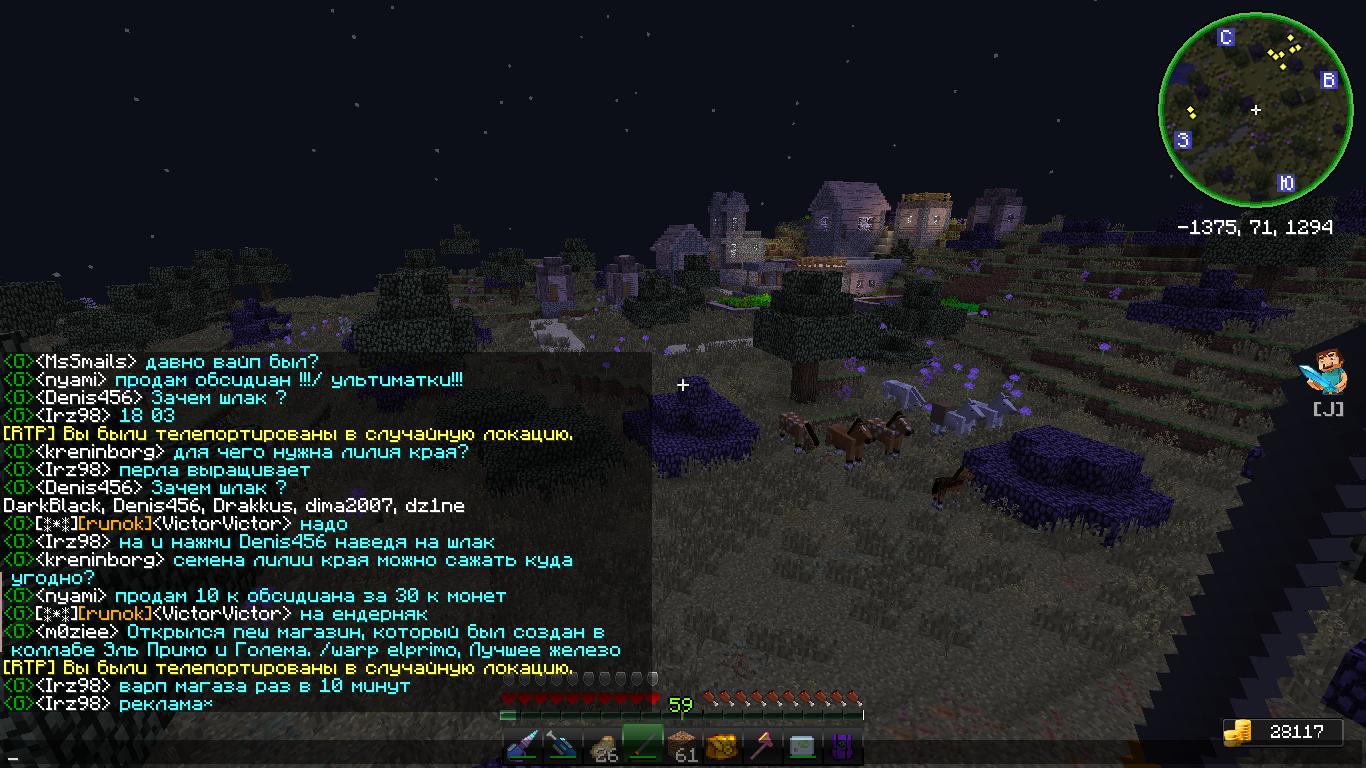 С
В
З
Ю
-1375, 71, 1294
[J]
<G><Ms5mails> давно вайп был?
<G><nyami> продам обсидиан !!!/ ультиматки!!!
<G><Denis456> Зачем шлак ?
<G><Irz98> 18 03
[RTP] Вы были телепортированы в случайную локацию.
<G><kreninborg> для чего нужна лилия края?
<G><Irz98> перла выращивает
<G><Denis456> Зачем шлак ?
DarkBlack, Denis456, Drakkus, dima2007, dz1ne
<G>[*][runok]<VictorVictor> надо
<G><Irz98> на и нажми Denis456 наведя на шлак
<G><kreninborg> семена лилии края можно сажать куда
угодно?
<G><nyami> продам 10 к обсидиана за 30 к монет
<G>[*][runok]<VictorVictor> на ендерняк
<G><m0ziee> Открылся new магазин, который был создан в
коллабе Эль Примо и Голема. /warp elprimo, Лучшее железо
[RTP] Вы были телепортированы в случайную локацию.
<G><Irz98> варп магаза раз в 10 минут
<G><Irz98> реклама*
59
26
61
28117
_